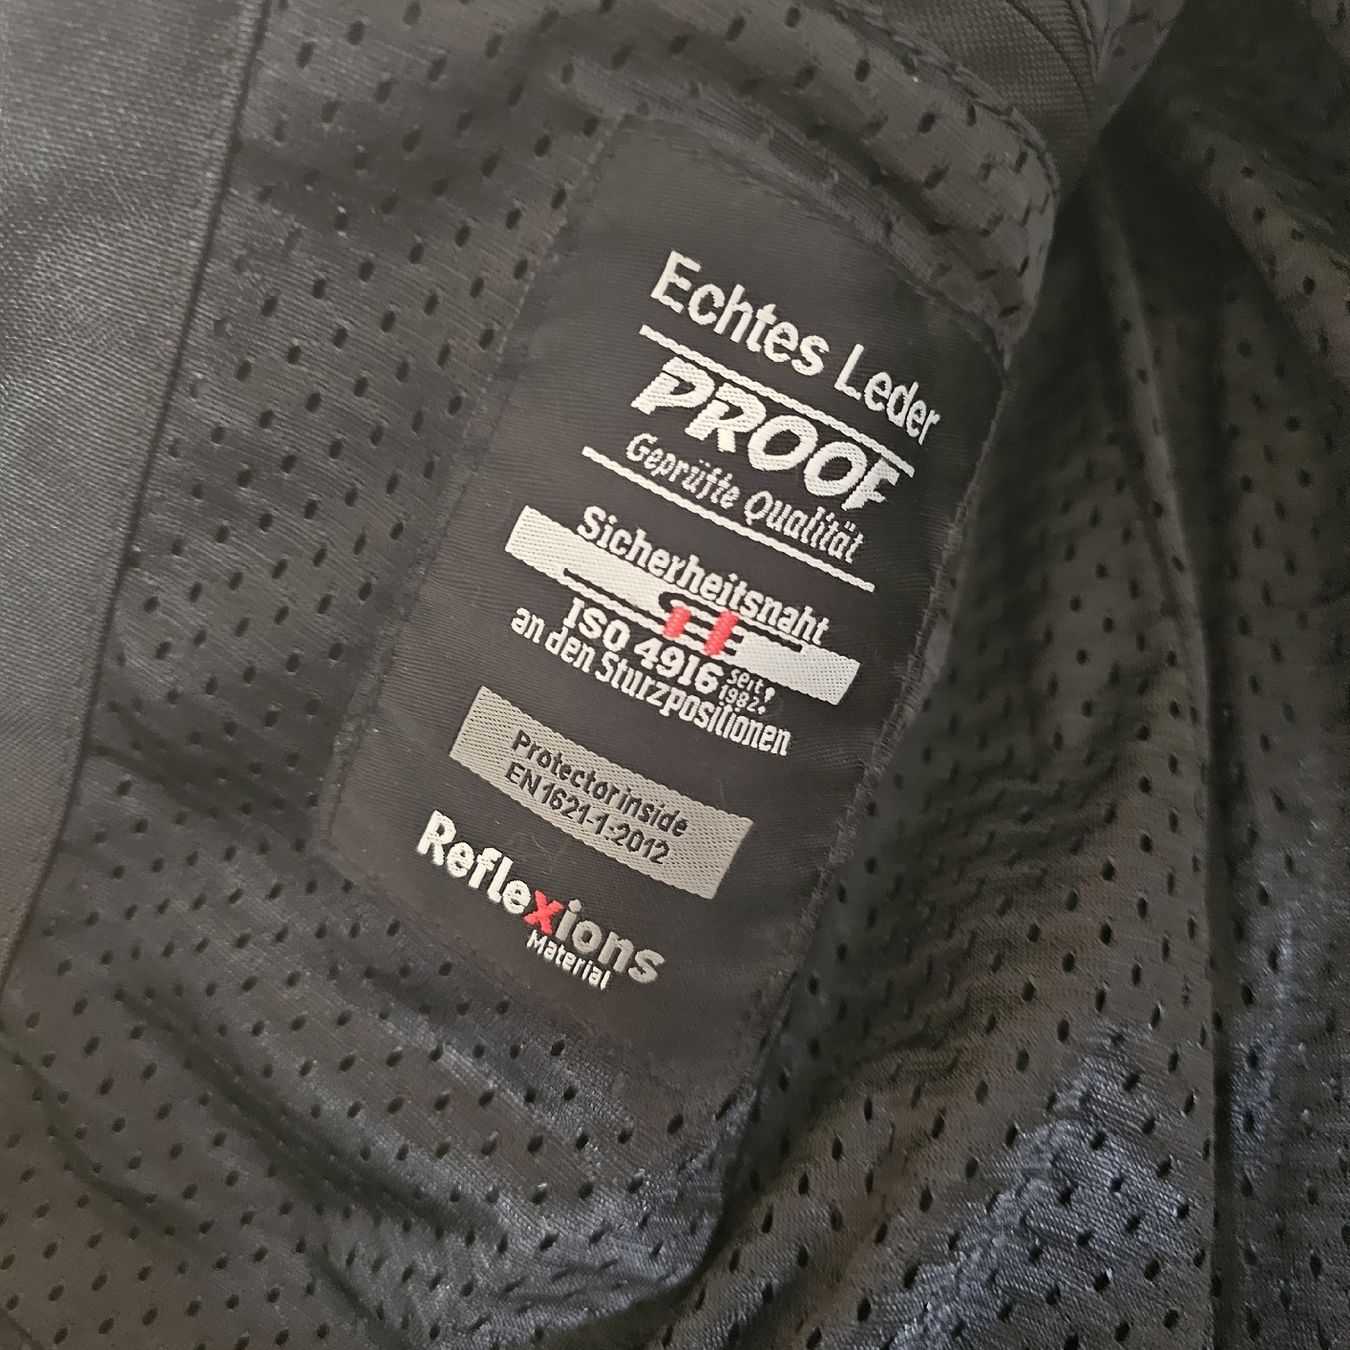 Echtes Leder
PROOF
Geprüfte Qualität
Sicherheitsnaht
ISO 4916 seit
1982
an den Sturzpositionen
Protector inside
EN 1621-1:2012
Reflexions
Material